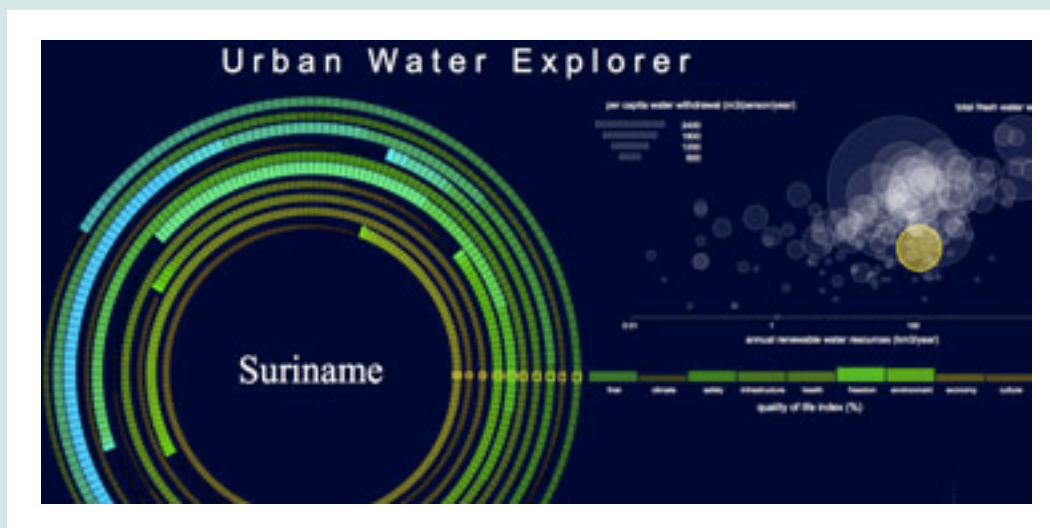 Urban Water Explorer
per capita water withdrawal (m3/person/year)
total fresh water w
2400
1800
1200
600
Suriname
0.01
1
100
annual renewable water resources (km3/year)
final
climate
safety
infrastructure
health
freedom
environment
economy
culture
quality of life index (%)